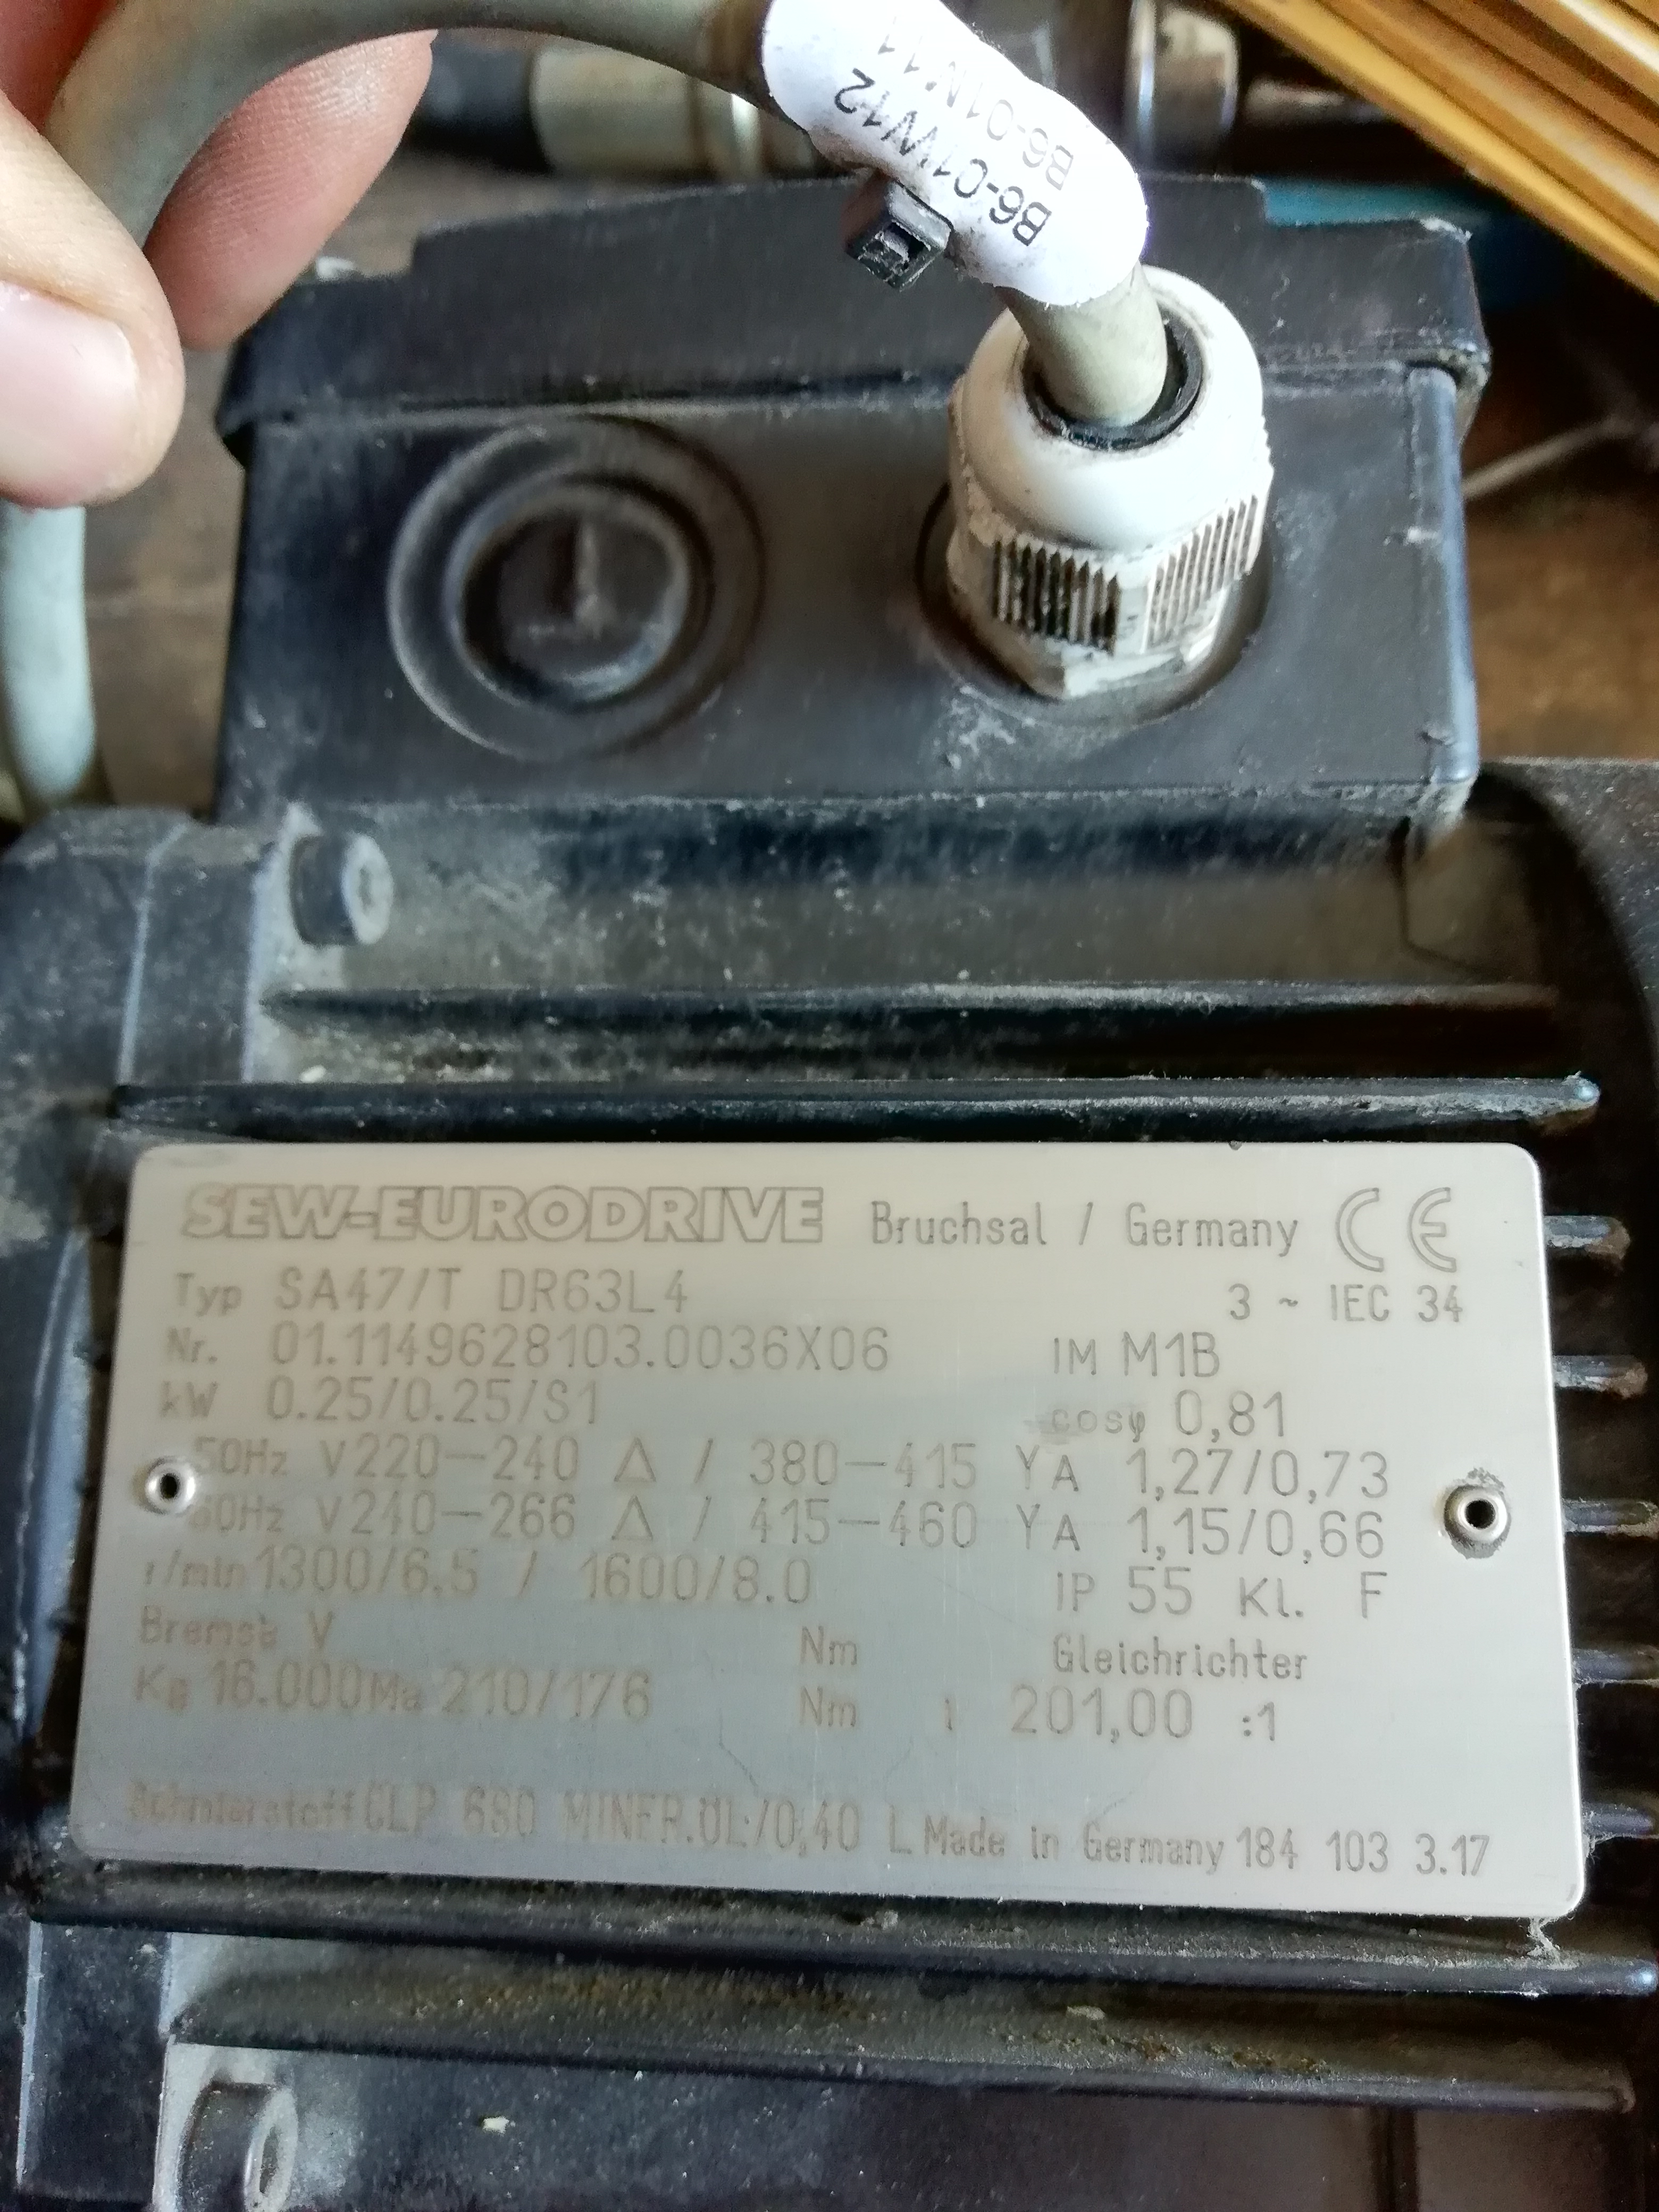 B6-01W11
B6-01W12
SEW-EURODRIVE Bruchsal / Germany CE
Typ SA47/T DR63L4 3 ~ IEC 34
Nr. 01.1149628103.0036X06 IM M1B
kW 0.25/0.25/S1 cosφ 0,81
50Hz V220-240 Δ / 380-415 Y A 1,27/0,73
60Hz V240-266 Δ / 415-460 Y A 1,15/0,66
r/min 1300/6.5 / 1600/8.0 IP 55 Kl. F
Bremse V Nm Gleichrichter
Kg 16.000 Ma 210/176 Nm i 201,00 :1
Schmierstoff CLP 680 MINER.ÖL/0,40 L Made in Germany 184 103 3.17